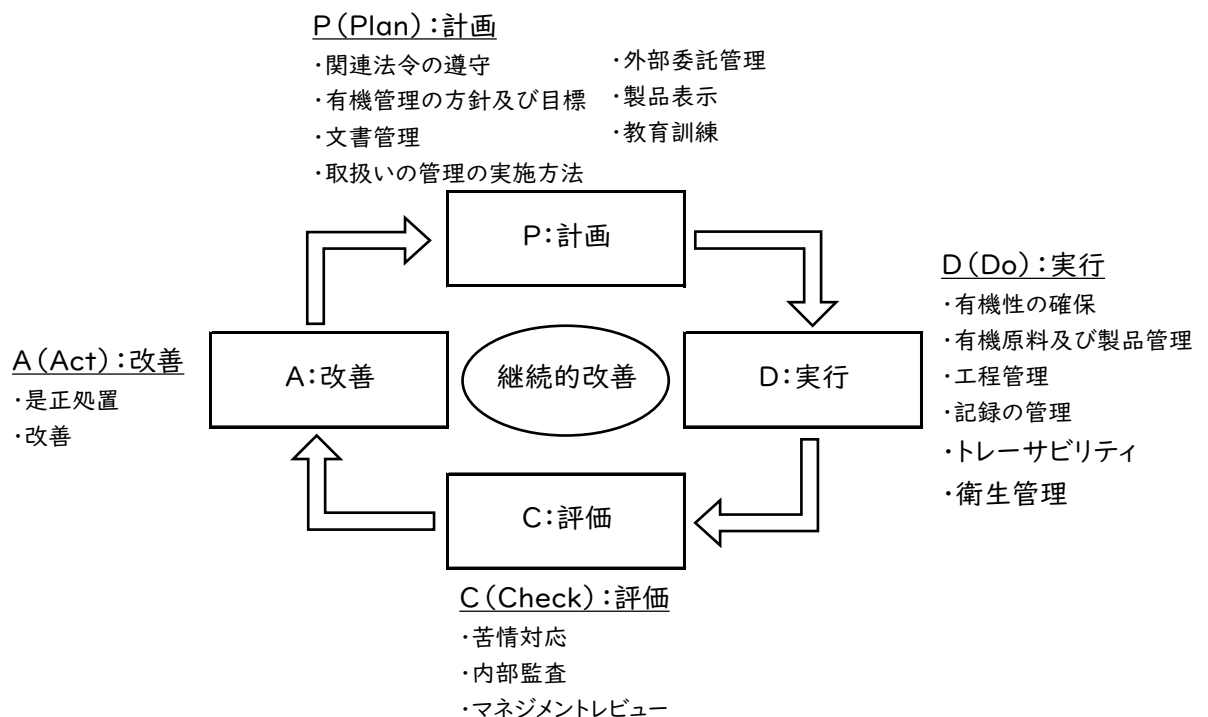 P(Plan):計画
・関連法令の遵守
・有機管理の方針及び目標
・文書管理
・取扱いの管理の実施方法
・外部委託管理
・製品表示
・教育訓練
P:計画
D(Do):実行
・有機性の確保
・有機原料及び製品管理
・工程管理
・記録の管理
・トレーサビリティ
・衛生管理
A(Act):改善
・是正処置
・改善
A:改善
継続的改善
D:実行
C:評価
C(Check):評価
・苦情対応
・内部監査
・マネジメントレビュー